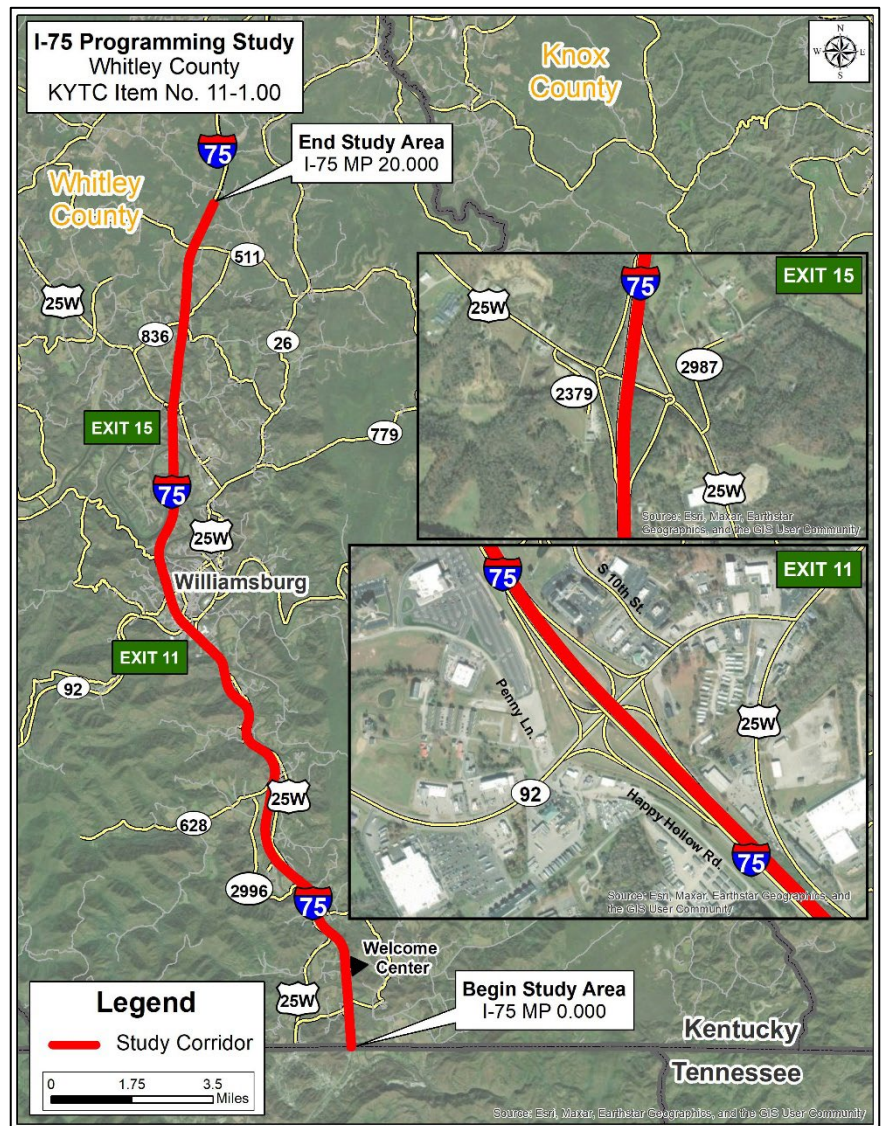 I-75 Programming Study
Whitley County
KYTC Item No. 11-1.00
Knox
County
N
W E
S
75
End Study Area
I-75 MP 20.000
Whitley
County
511
25W
836
26
EXIT 15
779
75
25W
Williamsburg
EXIT 11
92
25W
628
2996
75
Welcome
Center
25W
Begin Study Area
I-75 MP 0.000
Kentucky
Tennessee
EXIT 15
75
25W
2987
2379
25W
Source: Esri, Maxar, Earthstar
Geographics, and the GIS User Community
EXIT 11
75
S 10th St.
Penny Ln.
25W
92
Happy Hollow Rd.
75
Source: Esri, Maxar, Earthstar Geographics, and
the GIS User Community
Legend
Study Corridor
0 1.75 3.5
Miles
Source: Esri, Maxar, Earthstar Geographics, and the GIS User Community